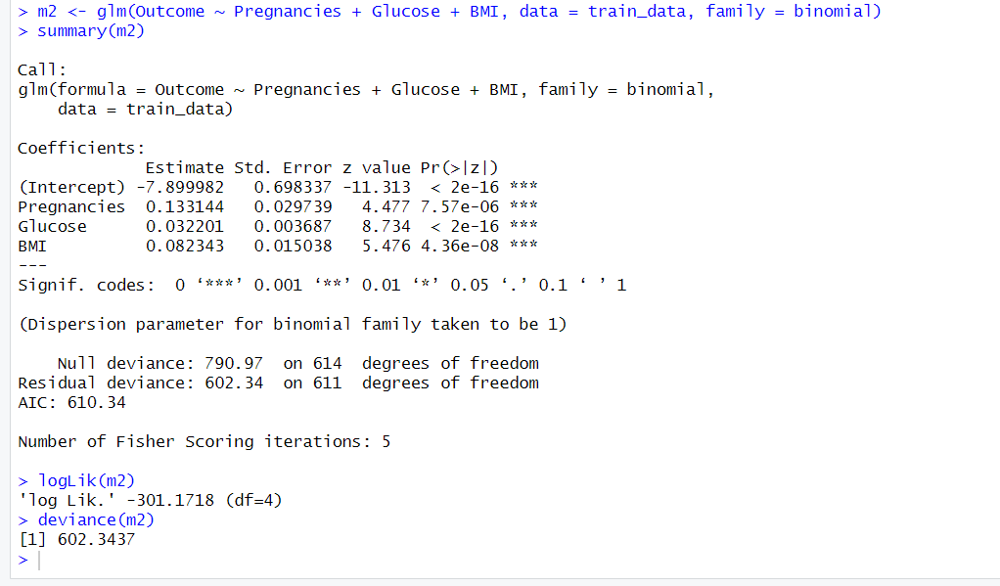 > m2 <- glm(Outcome ~ Pregnancies + Glucose + BMI, data = train_data, family = binomial)
> summary(m2)
Call:
glm(formula = Outcome ~ Pregnancies + Glucose + BMI, family = binomial,
    data = train_data)
Coefficients:
             Estimate Std. Error z value Pr(>|z|)
(Intercept) -7.899982   0.698337 -11.313  < 2e-16 ***
Pregnancies  0.133144   0.029739   4.477 7.57e-06 ***
Glucose      0.032201   0.003687   8.734  < 2e-16 ***
BMI          0.082343   0.015038   5.476 4.36e-08 ***
---
Signif. codes:  0 ‘***’ 0.001 ‘**’ 0.01 ‘*’ 0.05 ‘.’ 0.1 ‘ ’ 1
(Dispersion parameter for binomial family taken to be 1)
    Null deviance: 790.97  on 614  degrees of freedom
Residual deviance: 602.34  on 611  degrees of freedom
AIC: 610.34
Number of Fisher Scoring iterations: 5
> logLik(m2)
'log Lik.' -301.1718 (df=4)
> deviance(m2)
[1] 602.3437
>